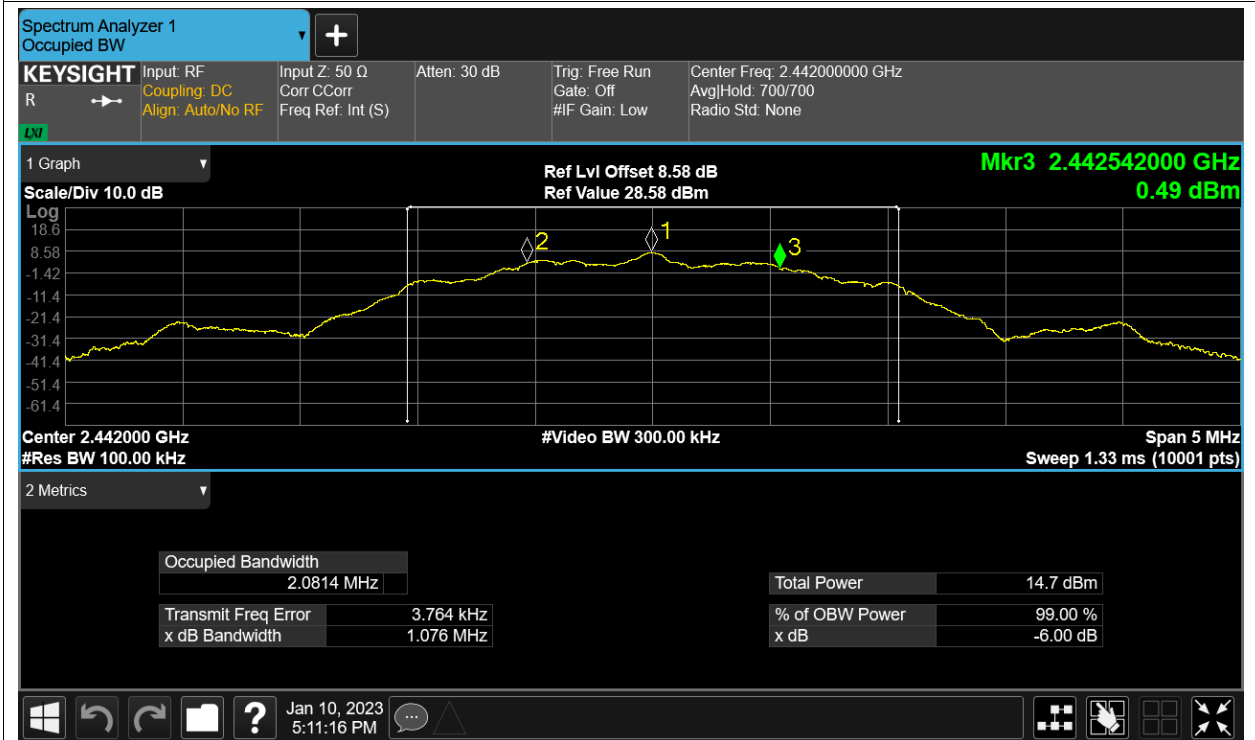 Spectrum Analyzer 1
Occupied BW
KEYSIGHT
R
LXI
Input: RF
Coupling: DC
Align: Auto/No RF
Input Z: 50 Ω
Corr CCorr
Freq Ref: Int (S)
Atten: 30 dB
Trig: Free Run
Gate: Off
#IF Gain: Low
Center Freq: 2.442000000 GHz
Avg|Hold: 700/700
Radio Std: None
1 Graph
Scale/Div 10.0 dB
Ref Lvl Offset 8.58 dB
Ref Value 28.58 dBm
Mkr3 2.442542000 GHz
0.49 dBm
Log
18.6
8.58
-1.42
-11.4
-21.4
-31.4
-41.4
-51.4
-61.4
2
1
3
Center 2.442000 GHz
#Video BW 300.00 kHz
Span 5 MHz
#Res BW 100.00 kHz
Sweep 1.33 ms (10001 pts)
2 Metrics
Occupied Bandwidth
2.0814 MHz
Transmit Freq Error 3.764 kHz
x dB Bandwidth 1.076 MHz
Total Power 14.7 dBm
% of OBW Power 99.00 %
x dB -6.00 dB
?
Jan 10, 2023
5:11:16 PM